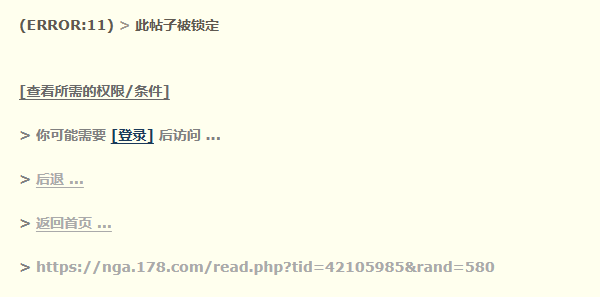 (ERROR:11) > 此帖子被锁定
[查看所需的权限/条件]
> 你可能需要 [登录] 后访问 ...
> 后退 ...
> 返回首页 ...
> https://nga.178.com/read.php?tid=42105985&rand=580